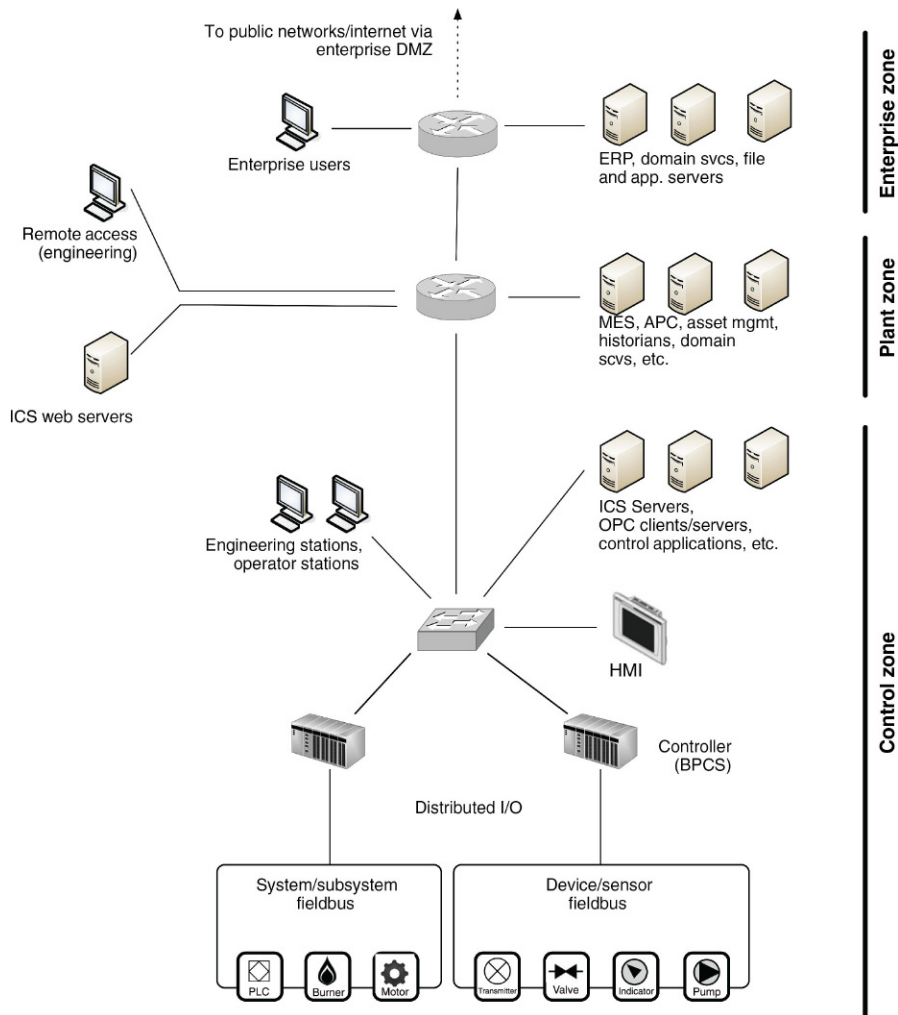 To public networks/internet via
enterprise DMZ
Enterprise users
ERP, domain svcs, file
and app. servers
Enterprise zone
Remote access
(engineering)
MES, APC, asset mgmt,
historians, domain
scvs, etc.
Plant zone
ICS web servers
ICS Servers,
OPC clients/servers,
control applications, etc.
Engineering stations,
operator stations
HMI
Control zone
Controller
(BPCS)
Distributed I/O
System/subsystem
fieldbus
Device/sensor
fieldbus
PLC
Burner
Motor
Transmitter
Valve
Indicator
Pump